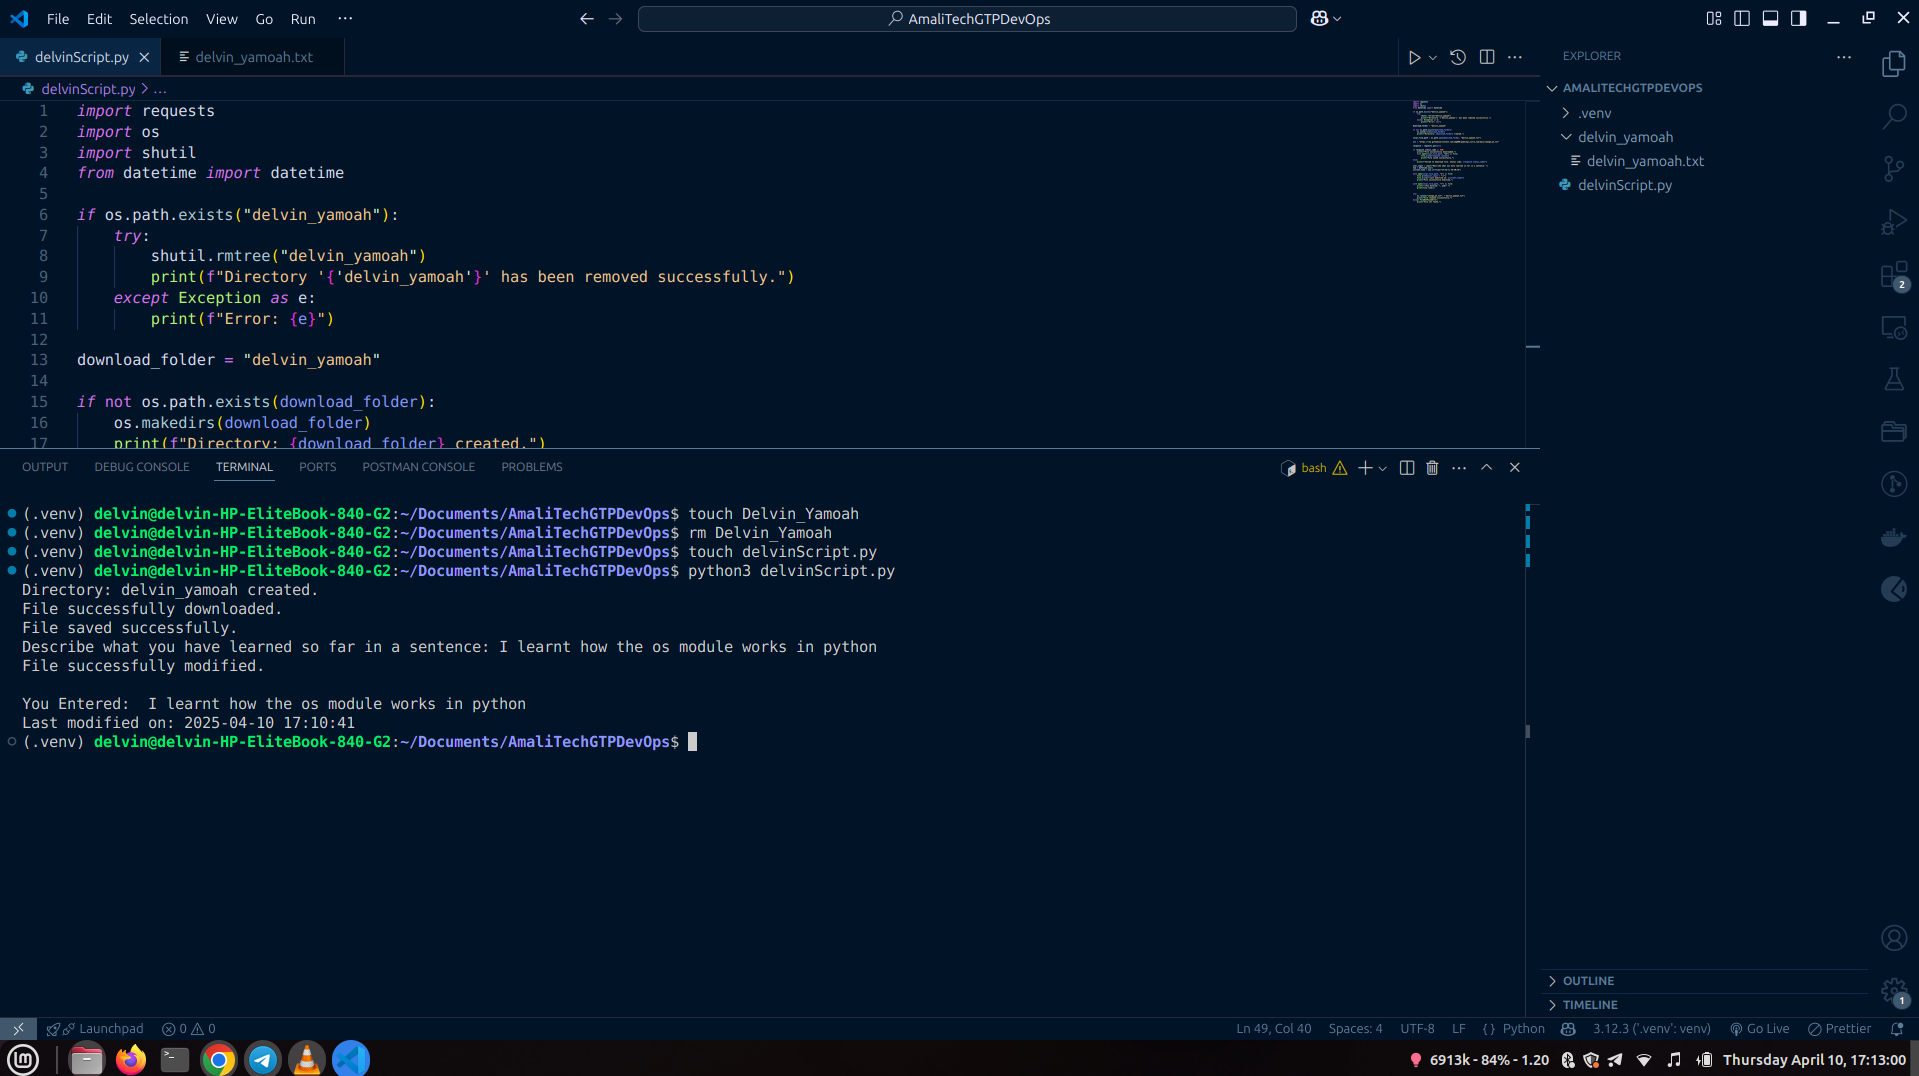 File Edit Selection View Go Run ···
AmaliTechGTPDevOps
delvinScript.py
delvin_yamoah.txt
delvinScript.py > ...
1 import requests
2 import os
3 import shutil
4 from datetime import datetime
5
6 if os.path.exists("delvin_yamoah"):
7 try:
8 shutil.rmtree("delvin_yamoah")
9 print(f"Directory '{'delvin_yamoah'}' has been removed successfully.")
10 except Exception as e:
11 print(f"Error: {e}")
12
13 download_folder = "delvin_yamoah"
14
15 if not os.path.exists(download_folder):
16 os.makedirs(download_folder)
17 print(f"Directory: {download_folder} created.")
EXPLORER
AMALITECHGTPDEVOPS
.venv
delvin_yamoah
delvin_yamoah.txt
delvinScript.py
OUTPUT DEBUG CONSOLE TERMINAL PORTS POSTMAN CONSOLE PROBLEMS
bash
(.venv) delvin@delvin-HP-EliteBook-840-G2:~/Documents/AmaliTechGTPDevOps$ touch Delvin_Yamoah
(.venv) delvin@delvin-HP-EliteBook-840-G2:~/Documents/AmaliTechGTPDevOps$ rm Delvin_Yamoah
(.venv) delvin@delvin-HP-EliteBook-840-G2:~/Documents/AmaliTechGTPDevOps$ touch delvinScript.py
(.venv) delvin@delvin-HP-EliteBook-840-G2:~/Documents/AmaliTechGTPDevOps$ python3 delvinScript.py
Directory: delvin_yamoah created.
File successfully downloaded.
File saved successfully.
Describe what you have learned so far in a sentence: I learnt how the os module works in python
File successfully modified.
You Entered:  I learnt how the os module works in python
Last modified on: 2025-04-10 17:10:41
(.venv) delvin@delvin-HP-EliteBook-840-G2:~/Documents/AmaliTechGTPDevOps$
2
OUTLINE
TIMELINE
1
Launchpad 0 0
Ln 49, Col 40 Spaces: 4 UTF-8 LF {} Python 3.12.3 ('.venv': venv) Go Live Prettier
6913k - 84% - 1.20
Thursday April 10, 17:13:00